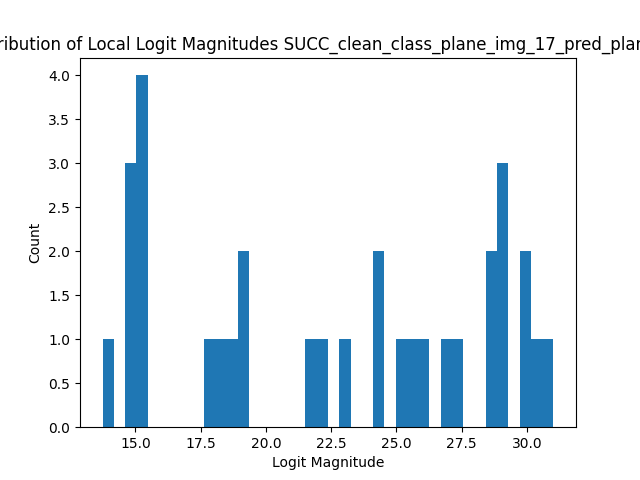 ribution of Local Logit Magnitudes SUCC_clean_class_plane_img_17_pred_plan
4.0
3.5
3.0
2.5
2.0
1.5
1.0
0.5
0.0
Count
15.0 17.5 20.0 22.5 25.0 27.5 30.0
Logit Magnitude